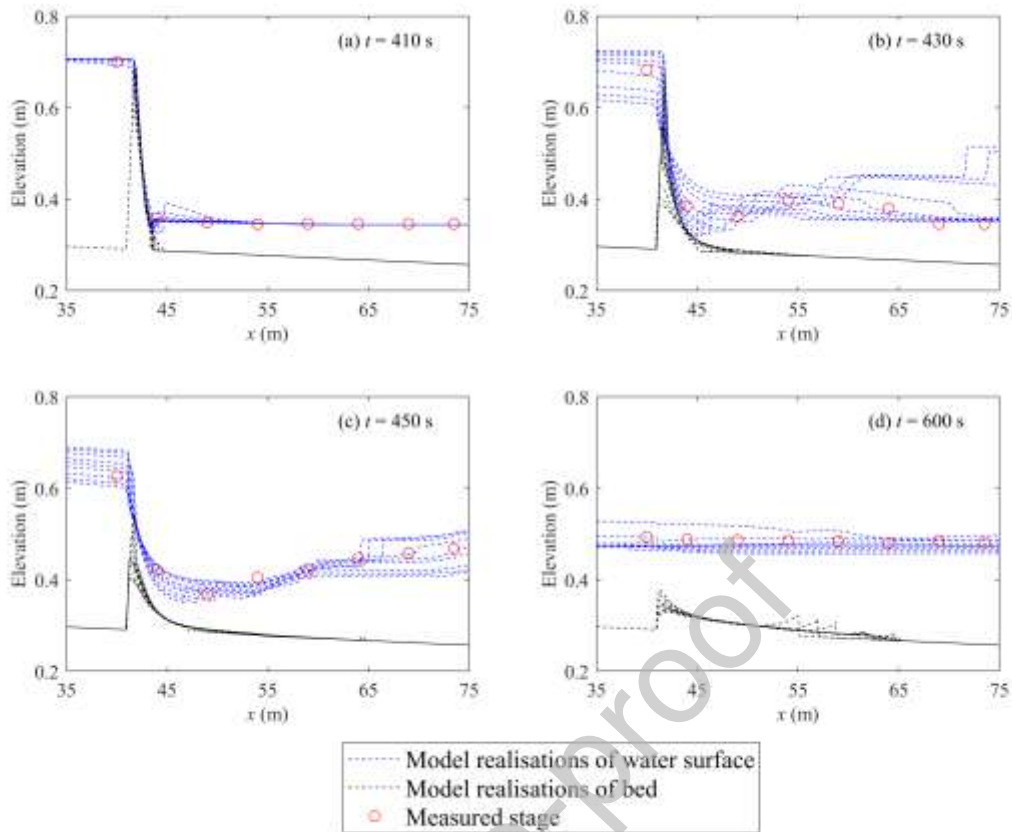 0.8
(a) t = 410 s
0.6
Elevation (m)
0.4
0.2
35
45
55
65
75
x (m)
0.8
(b) t = 430 s
0.6
Elevation (m)
0.4
0.2
35
45
55
65
75
x (m)
0.8
(c) t = 450 s
0.6
Elevation (m)
0.4
0.2
35
45
55
65
75
x (m)
0.8
(d) t = 600 s
0.6
Elevation (m)
0.4
0.2
35
45
55
65
75
x (m)
Model realisations of water surface
Model realisations of bed
Measured stage
-proof